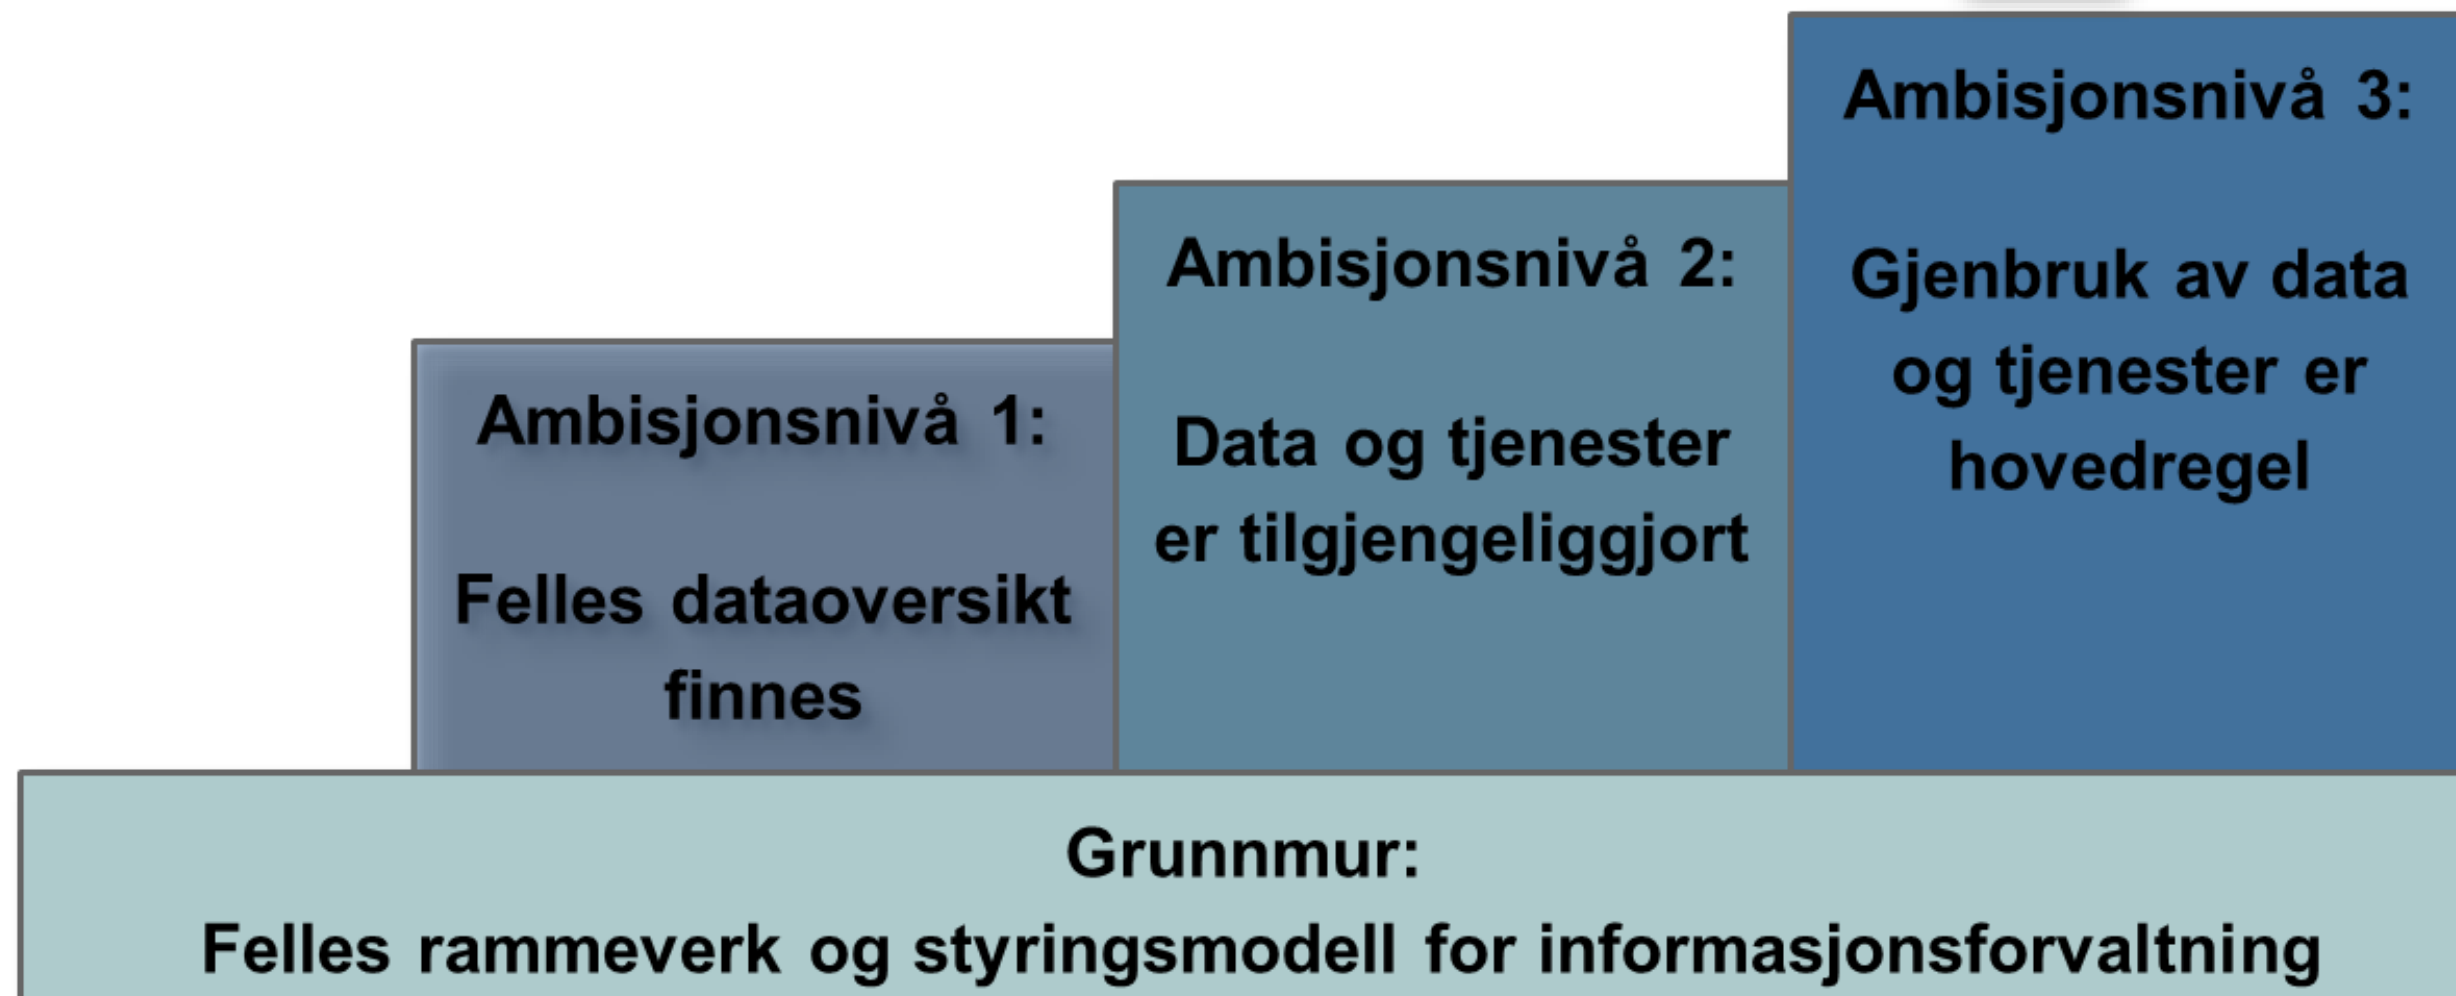 Ambisjonsnivå 1:
Felles dataoversikt
finnes
Ambisjonsnivå 2:
Data og tjenester
er tilgjengeliggjort
Ambisjonsnivå 3:
Gjenbruk av data
og tjenester er
hovedregel
Grunnmur:
Felles rammeverk og styringsmodell for informasjonsforvaltning